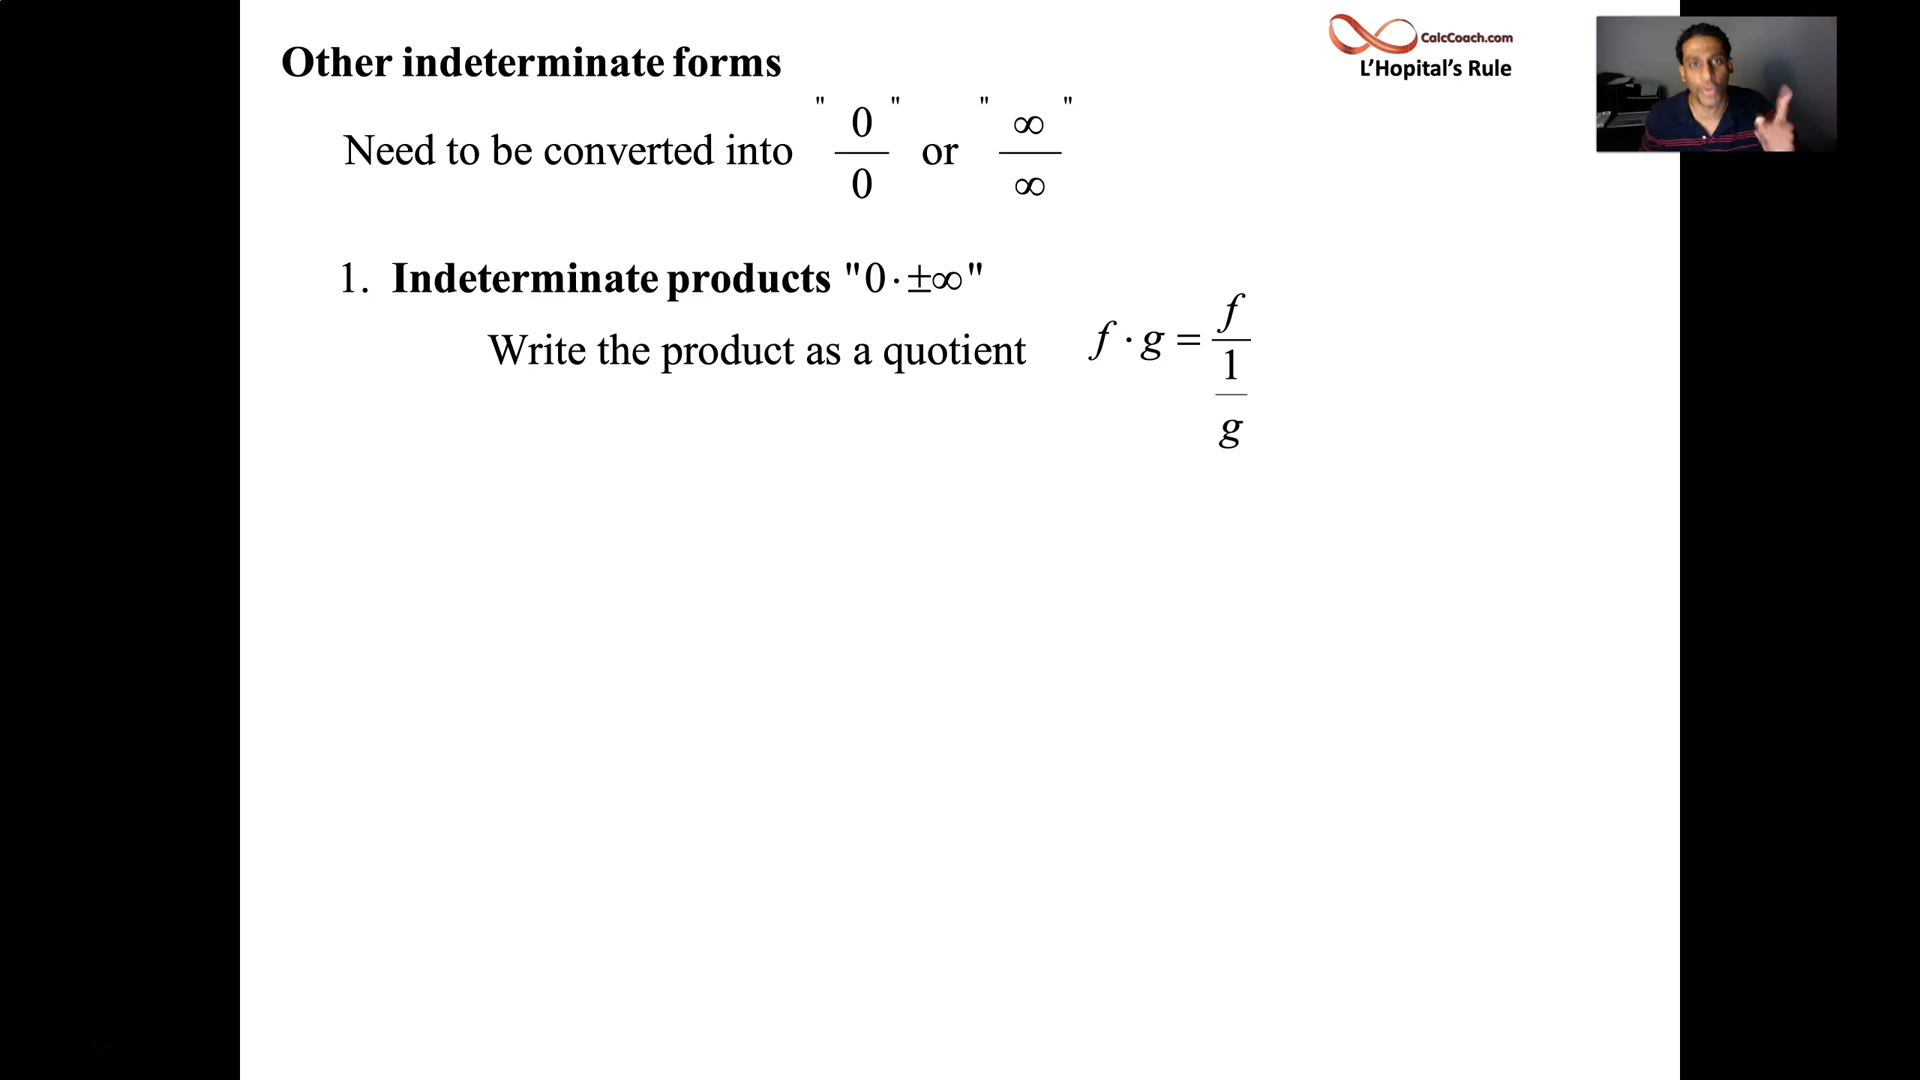 Other indeterminate forms
CalcCoach.com
L'Hopital's Rule
Need to be converted into " 0/0 " or " ∞/∞ "
1. Indeterminate products "0 · ±∞"
Write the product as a quotient f · g = f/(1/g)